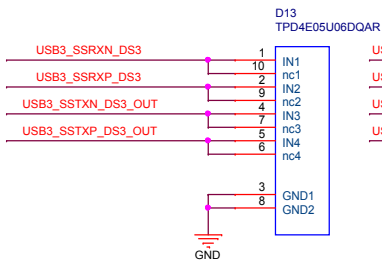 D13
TPD4E05U06DQAR
USB3_SSRXN_DS3
1
IN1
10
nc1
USB3_SSRXP_DS3
2
IN2
9
nc2
USB3_SSTXN_DS3_OUT
4
IN3
7
nc3
USB3_SSTXP_DS3_OUT
5
IN4
6
nc4
3
GND1
8
GND2
GND